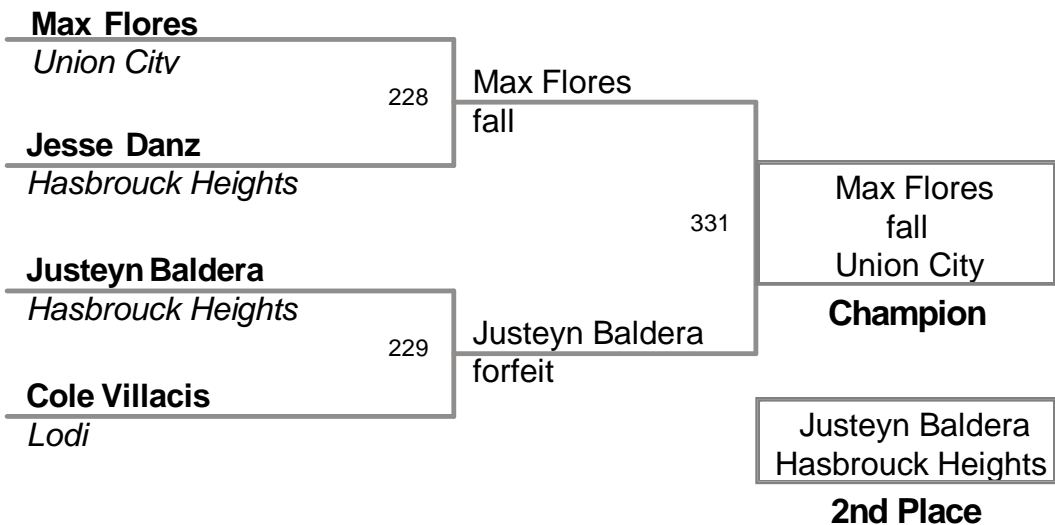 Max Flores
Union City
228
Max Flores
fall
Jesse Danz
Hasbrouck Heights
331
Max Flores
fall
Union City
Champion
Justeyn Baldera
Hasbrouck Heights
229
Justeyn Baldera
forfeit
Cole Villacis
Lodi
Justeyn Baldera
Hasbrouck Heights
2nd Place